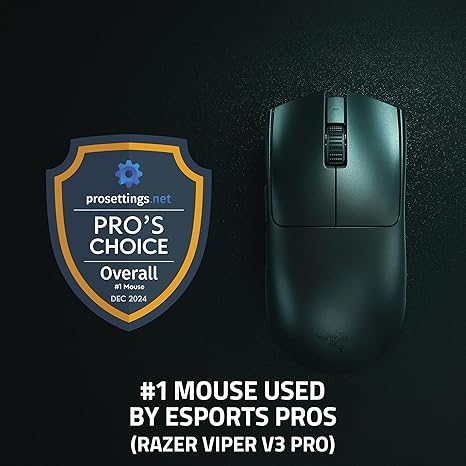 prosettings.net
PRO'S
CHOICE
Overall
#1 Mouse
DEC 2024
#1 MOUSE USED
BY ESPORTS PROS
(RAZER VIPER V3 PRO)